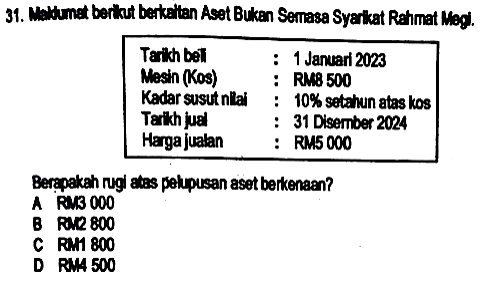 31. Maklumat berikut berkaitan Aset Bukan Semasa Syarikat Rahmat Megi.
Tarikh beli : 1 Januari 2023
Mesin (Kos) : RM8 500
Kadar susut nilai : 10% setahun atas kos
Tarikh jual : 31 Disember 2024
Harga jualan : RM5 000
Berapakah rugi atas pelupusan aset berkenaan?
A RM3 000
B RM2 800
C RM1 800
D RM4 500